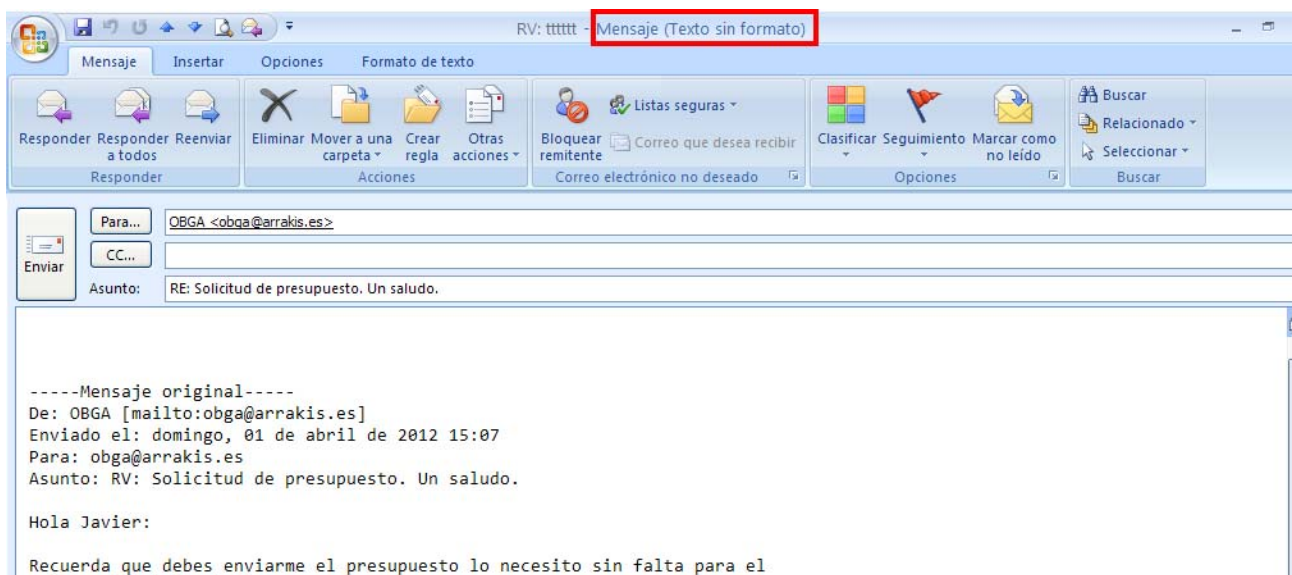 RV: tttttt - Mensaje (Texto sin formato)
Mensaje Insertar Opciones Formato de texto
Responder Responder a todos Reenviar Eliminar Mover a una carpeta Crear regla Otras acciones Bloquear remitente Listas seguras Correo que desea recibir Clasificar Seguimiento Marcar como no leído Buscar Relacionado Seleccionar
Responder Acciones Correo electrónico no deseado Opciones Buscar
Enviar
Para... OBGA <obga@arrakis.es>
CC...
Asunto: RE: Solicitud de presupuesto. Un saludo.
-----Mensaje original-----
De: OBGA [mailto:obga@arrakis.es]
Enviado el: domingo, 01 de abril de 2012 15:07
Para: obga@arrakis.es
Asunto: RV: Solicitud de presupuesto. Un saludo.
Hola Javier:
Recuerda que debes enviarme el presupuesto lo necesito sin falta para el